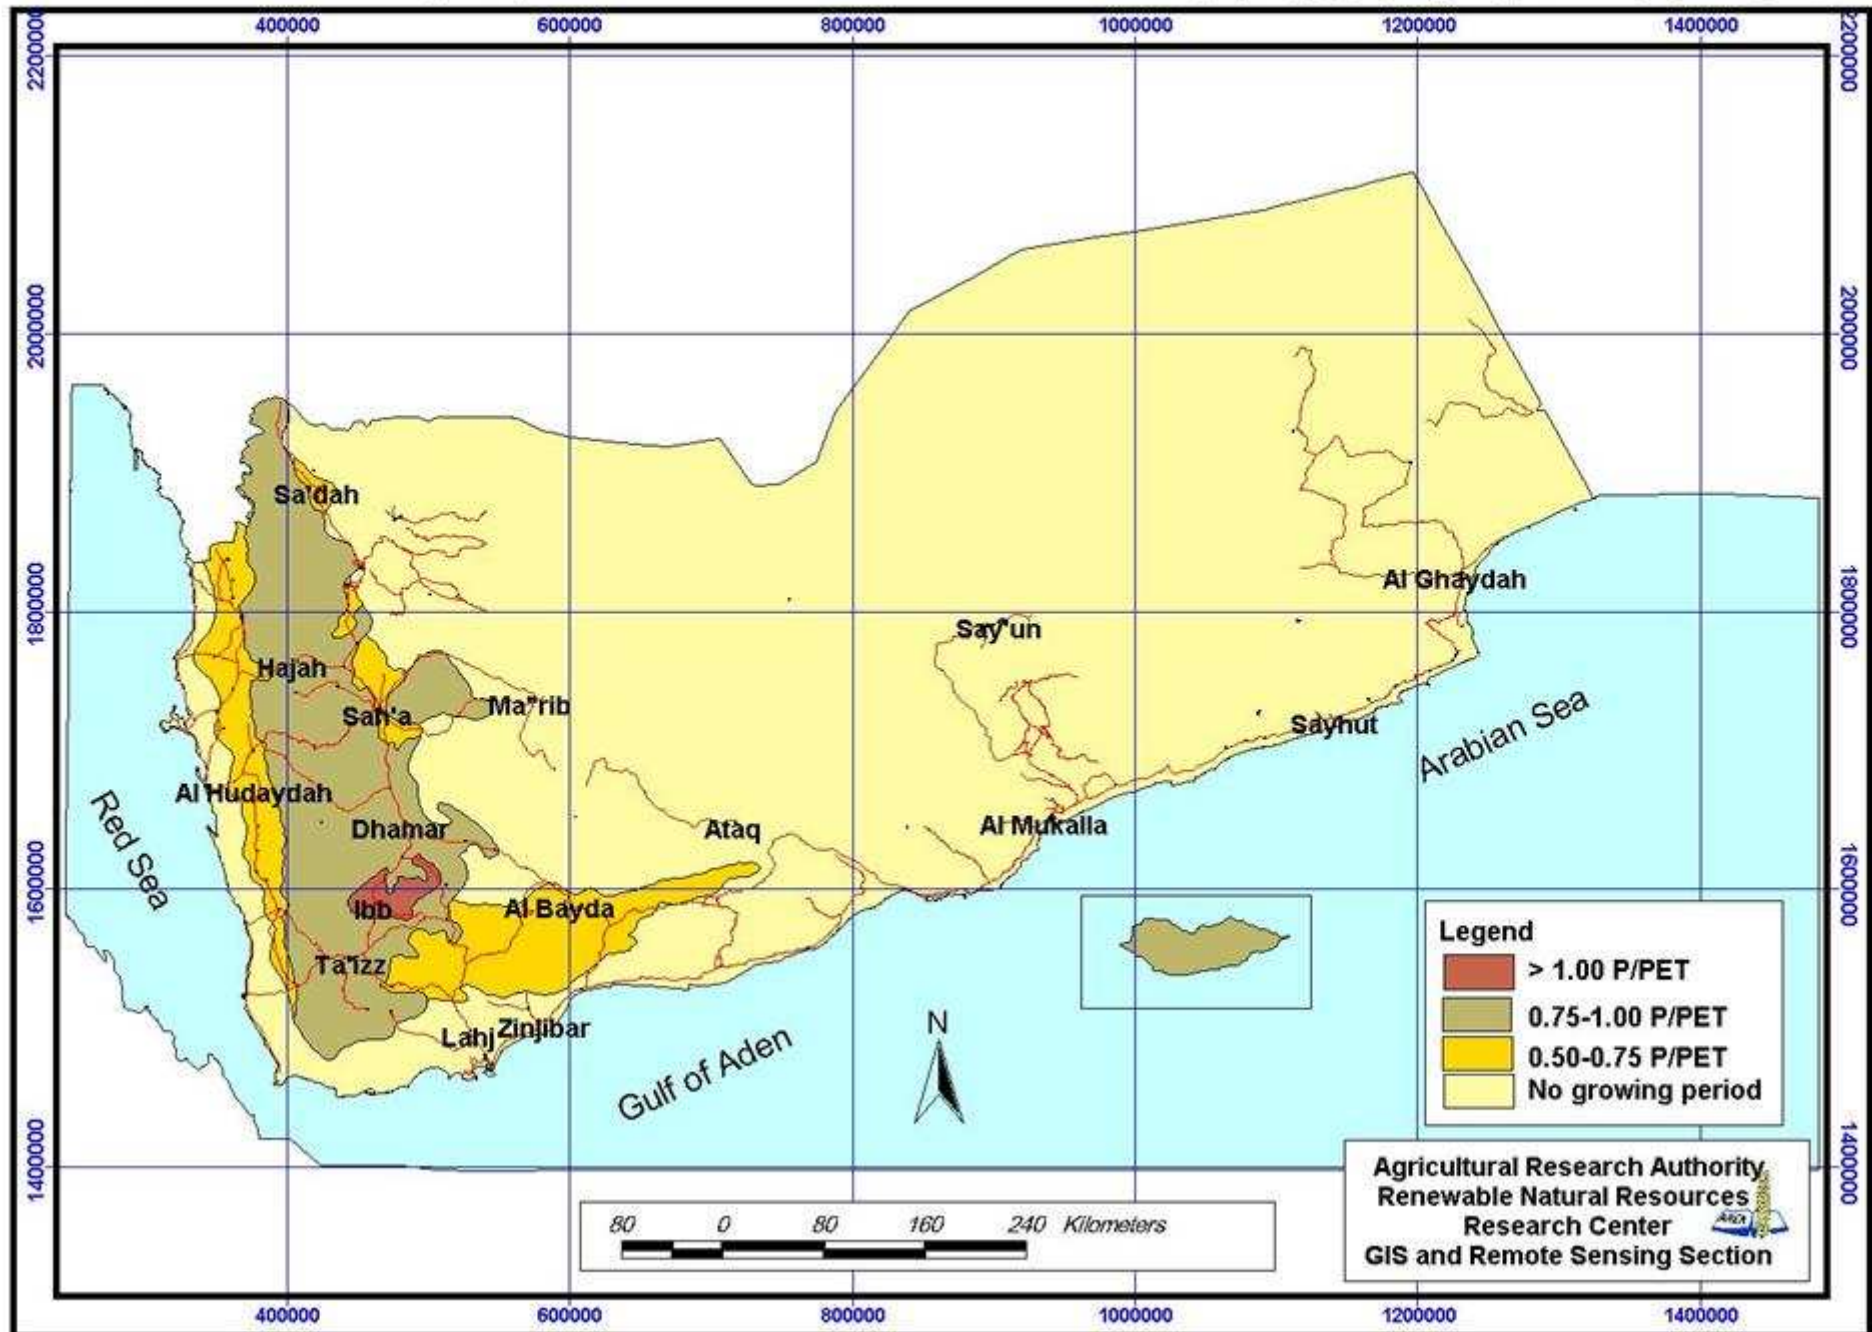 400000 600000 800000 1000000 1200000 1400000
2200000 2200000
2000000 2000000
1800000 1800000
1600000 1600000
1400000 1400000
Sa'dah
Al Ghaydah
Say"un
Hajah
Ma"rib
San'a
Sayhut
Arabian Sea
Al Hudaydah
Red Sea
Dhamar
Ataq
Al Mukalla
Ibb
Al Bayda
Ta"izz
Lahj
Zinjibar
Gulf of Aden
N
Legend
> 1.00 P/PET
0.75-1.00 P/PET
0.50-0.75 P/PET
No growing period
Agricultural Research Authority
Renewable Natural Resources
Research Center
GIS and Remote Sensing Section
AREA
80 0 80 160 240 Kilometers
400000 600000 800000 1000000 1200000 1400000